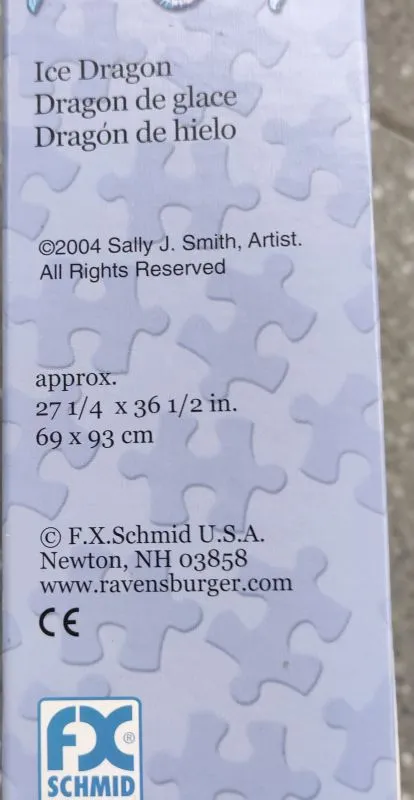 Ice Dragon
Dragon de glace
Dragón de hielo
©2004 Sally J. Smith, Artist.
All Rights Reserved
approx.
27 1/4 x 36 1/2 in.
69 x 93 cm
© F.X.Schmid U.S.A.
Newton, NH 03858
www.ravensburger.com
CE
FX®
SCHMID